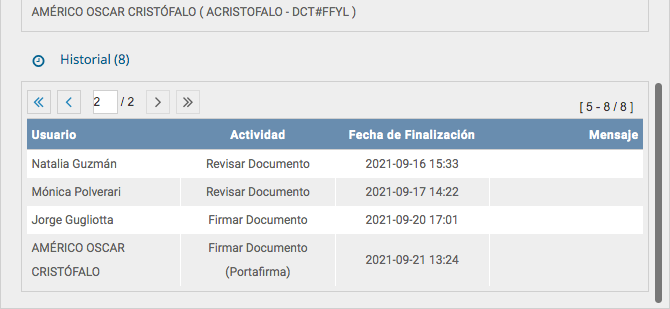 AMÉRICO OSCAR CRISTÓFALO ( ACRISTOFALO - DCT#FFYL )
Historial (8)
2 / 2
[ 5 - 8 / 8 ]
Usuario Actividad Fecha de Finalización Mensaje
Natalia Guzmán Revisar Documento 2021-09-16 15:33
Mónica Polverari Revisar Documento 2021-09-17 14:22
Jorge Gugliotta Firmar Documento 2021-09-20 17:01
AMÉRICO OSCAR CRISTÓFALO Firmar Documento (Portafirma) 2021-09-21 13:24